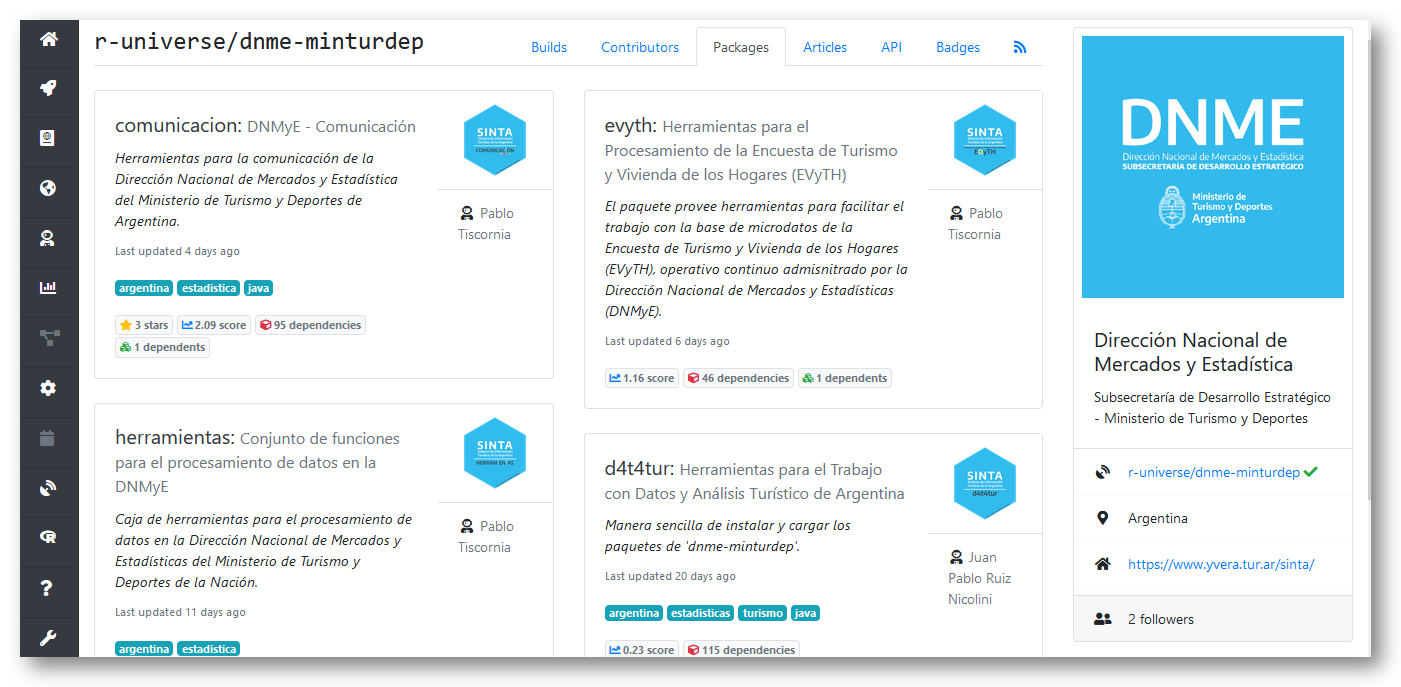 r-universe/dnme-minturdep
Builds
Contributors
Packages
Articles
API
Badges
comunicacion: DNMyE - Comunicación
Herramientas para la comunicación de la
Dirección Nacional de Mercados y Estadística
del Ministerio de Turismo y Deportes de
Argentina.
Last updated 4 days ago
argentina estadistica java
3 stars 2.09 score 95 dependencies
1 dependents
SINTA
Pablo
Tiscornia
herramientas: Conjunto de funciones
para el procesamiento de datos en la
DNMyE
Caja de herramientas para el procesamiento de
datos en la Dirección Nacional de Mercados y
Estadísticas del Ministerio de Turismo y
Deportes de la Nación.
Last updated 11 days ago
argentina estadistica
SINTA
Pablo
Tiscornia
evyth: Herramientas para el
Procesamiento de la Encuesta de Turismo
y Vivienda de los Hogares (EVyTH)
El paquete provee herramientas para facilitar el
trabajo con la base de microdatos de la
Encuesta de Turismo y Vivienda de los Hogares
(EVyTH), operativo continuo admisnitrado por la
Dirección Nacional de Mercados y Estadísticas
(DNMyE).
Last updated 6 days ago
1.16 score 46 dependencies 1 dependents
SINTA
EVyTH
Pablo
Tiscornia
d4t4tur: Herramientas para el Trabajo
con Datos y Análisis Turístico de Argentina
Manera sencilla de instalar y cargar los
paquetes de 'dnme-minturdep'.
Last updated 20 days ago
argentina estadisticas turismo java
0.23 score 115 dependencies
SINTA
d4t4tur
Juan
Pablo Ruiz
Nicolini
DNME
Dirección Nacional de Mercados y Estadística
SUBSECRETARÍA DE DESARROLLO ESTRATÉGICO
Ministerio de
Turismo y Deportes
Argentina
Dirección Nacional de
Mercados y Estadística
Subsecretaría de Desarrollo Estratégico
- Ministerio de Turismo y Deportes
r-universe/dnme-minturdep
Argentina
https://www.yvera.tur.ar/sinta/
2 followers